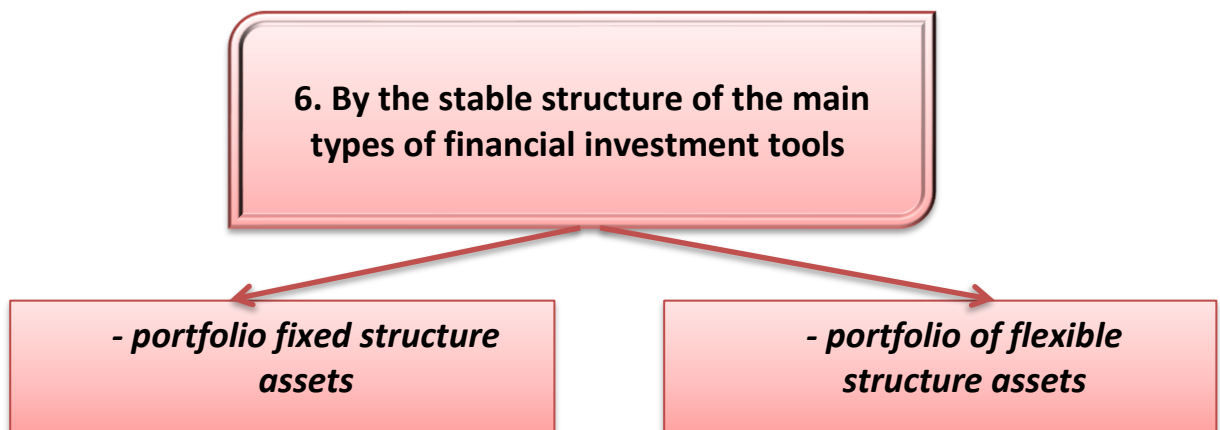 6. By the stable structure of the main
types of financial investment tools
- portfolio fixed structure
assets
- portfolio of flexible
structure assets